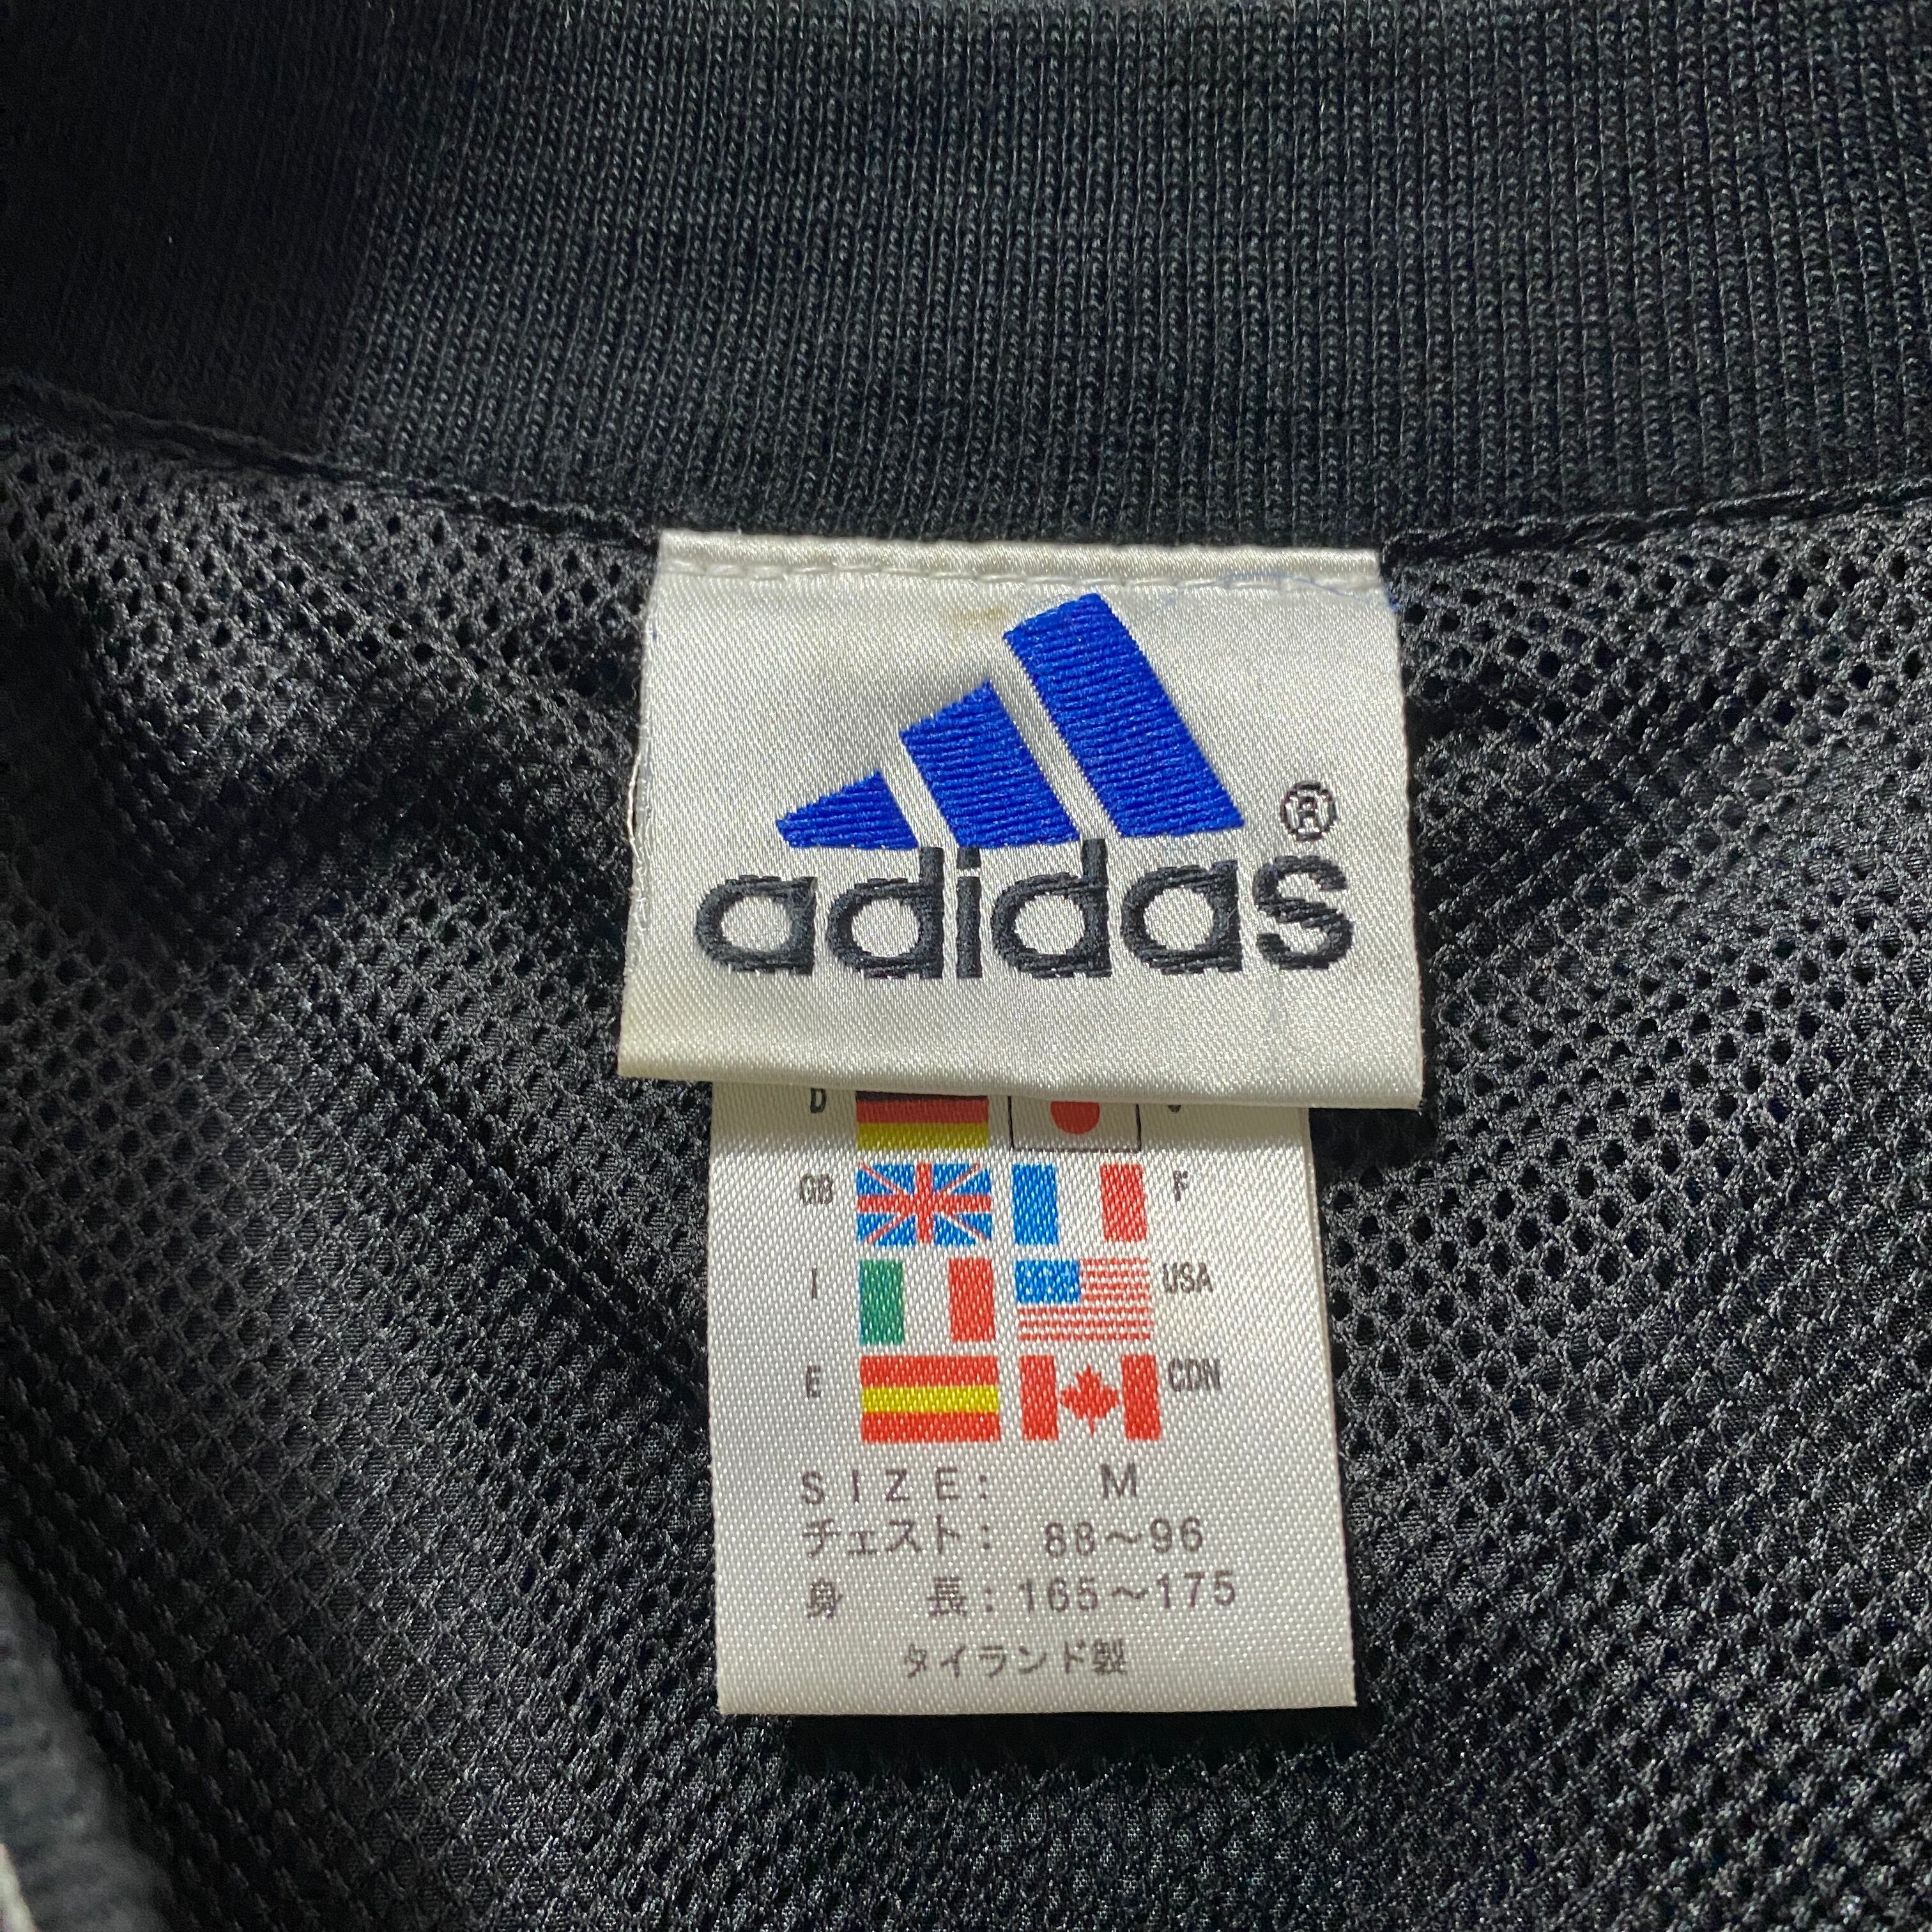 adidas®
D
GB F
I USA
E CDN
SIZE: M
チェスト: 88～96
身 長: 165～175
タイランド製